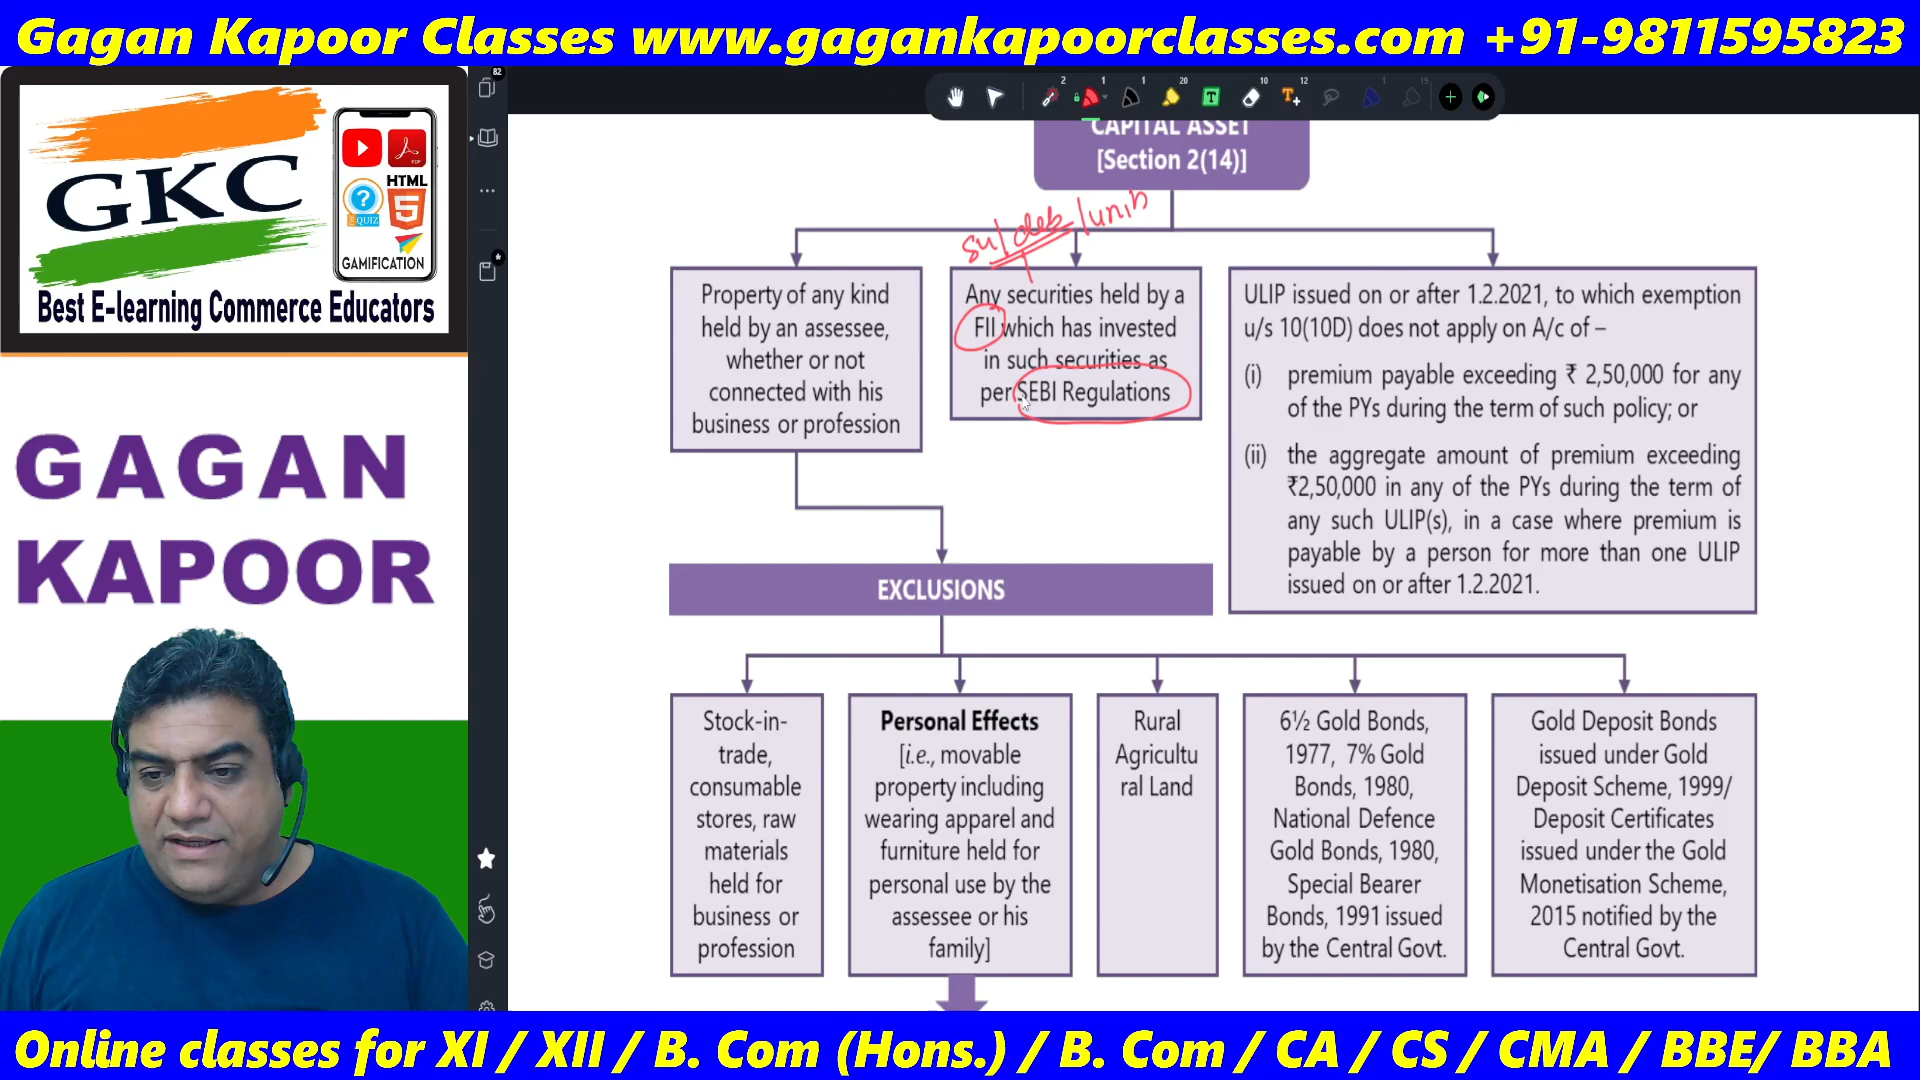 Gagan Kapoor Classes www.gagankapoorclasses.com +91-9811595823
82
2
1
1
20
T
10
12
T+
1
19
GKC
QUIZ
HTML
5
PDF
GAMIFICATION
Best E-learning Commerce Educators
GAGAN
KAPOOR
CAPITAL ASSET
[Section 2(14)]
deb
Property of any kind
held by an assessee,
whether or not
connected with his
business or profession
Any securities held by a
FII which has invested
in such securities as
per SEBI Regulations
ULIP issued on or after 1.2.2021, to which exemption
u/s 10(10D) does not apply on A/c of –
(i) premium payable exceeding ₹ 2,50,000 for any
of the PYs during the term of such policy; or
(ii) the aggregate amount of premium exceeding
₹2,50,000 in any of the PYs during the term of
any such ULIP(s), in a case where premium is
payable by a person for more than one ULIP
issued on or after 1.2.2021.
EXCLUSIONS
Stock-in-
trade,
consumable
stores, raw
materials
held for
business or
profession
Personal Effects
[i.e., movable
property including
wearing apparel and
furniture held for
personal use by the
assessee or his
family]
Rural
Agricultu
ral Land
6½ Gold Bonds,
1977, 7% Gold
Bonds, 1980,
National Defence
Gold Bonds, 1980,
Special Bearer
Bonds, 1991 issued
by the Central Govt.
Gold Deposit Bonds
issued under Gold
Deposit Scheme, 1999/
Deposit Certificates
issued under the Gold
Monetisation Scheme,
2015 notified by the
Central Govt.
Online classes for XI / XII / B. Com (Hons.) / B. Com / CA / CS / CMA / BBE/ BBA